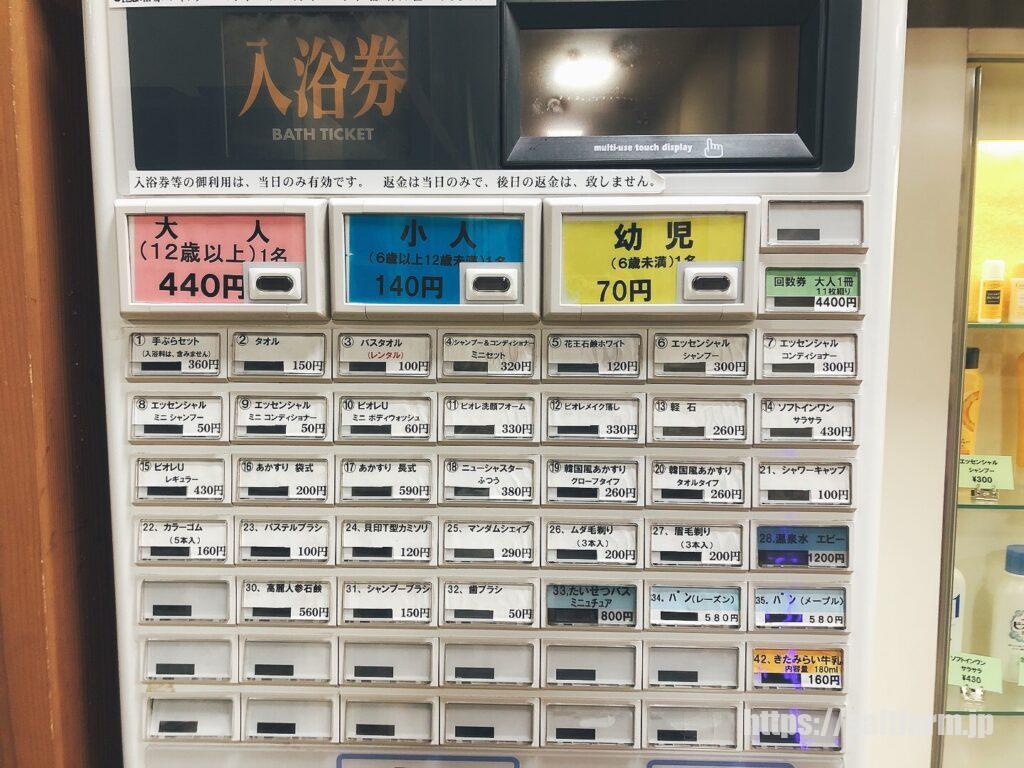 入浴券
BATH TICKET
multi-use touch display
入浴券等の御利用は、当日のみ有効です。　返金は当日のみで、後日の返金は、致しません。
大　人
(12歳以上)1名
440円
小人
(6歳以上12歳未満)1名
140円
幼児
(6歳未満)1名
70円
回数券 大人1冊
11枚綴り
4400円
① 手ぶらセット
(入浴料は、含みません)
360円
② タオル
150円
③ バスタオル
(レンタル)
100円
④シャンプー&コンディショナー
ミニセット
320円
⑤ 花王石鹸ホワイト
120円
⑥ エッセンシャル
シャンプー
300円
⑦ エッセンシャル
コンディショナー
300円
⑧ エッセンシャル
ミニ シャンプー
50円
⑨ エッセンシャル
ミニ コンディショナー
50円
⑩ ビオレU
ミニ ボディウォッシュ
60円
⑪ビオレ洗顔フォーム
330円
⑫ビオレメイク落し
330円
⑬ 軽石
260円
⑭ ソフトインワン
サラサラ
430円
⑮ ビオレU
レギュラー
430円
⑯ あかすり 袋式
200円
⑰ あかすり 長式
590円
⑱ ニューシャスター
ふつう
380円
⑲ 韓国風あかすり
グローブタイプ
260円
⑳ 韓国風あかすり
タオルタイプ
260円
21. シャワーキャップ
100円
22. カラーゴム
(5本入)
160円
23. パステルブラシ
100円
24. 貝印T型カミソリ
120円
25. マンダムシェイブ
290円
26. ムダ毛剃り
(3本入)
200円
27. 眉毛剃り
(3本入)
200円
28.温泉水 エビー
1200円
30. 高麗人参石鹸
560円
31. シャンプーブラシ
150円
32. 歯ブラシ
50円
33.たいせつバス
ミニュチュア
800円
34. パン(レーズン)
580円
35. パン(メープル)
580円
42. きたみらい牛乳
内容量 180ml
160円
エッセンシャル
シャンプー
¥300
ソフトインワン
サラサラ
¥430